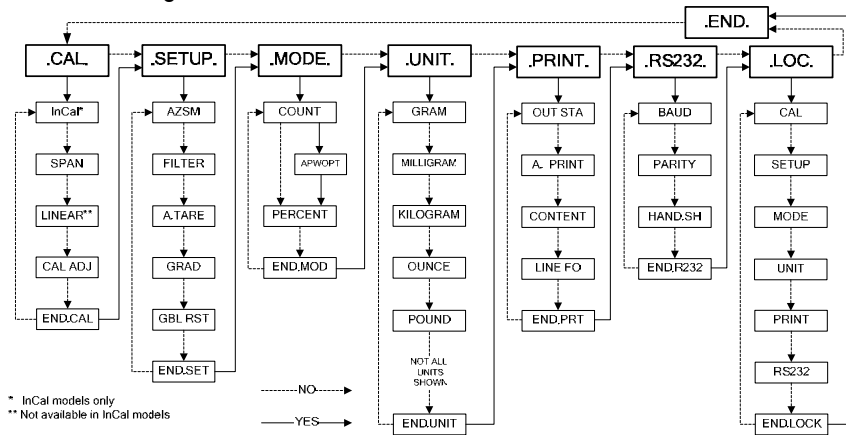 .END.
.CAL.
.SETUP.
.MODE.
.UNIT.
.PRINT.
.RS232.
.LOC.
InCal*
SPAN
LINEAR**
CAL ADJ
END.CAL
AZSM
FILTER
A.TARE
GRAD
GBL RST
END.SET
COUNT
APWOPT
PERCENT
END.MOD
GRAM
MILLIGRAM
KILOGRAM
OUNCE
POUND
NOT ALL
UNITS
SHOWN
END.UNIT
OUT STA
A. PRINT
CONTENT
LINE FO
END.PRT
BAUD
PARITY
HAND.SH
END.R232
CAL
SETUP
MODE
UNIT
PRINT
RS232
END.LOCK
NO
YES
* InCal models only
** Not available in InCal models